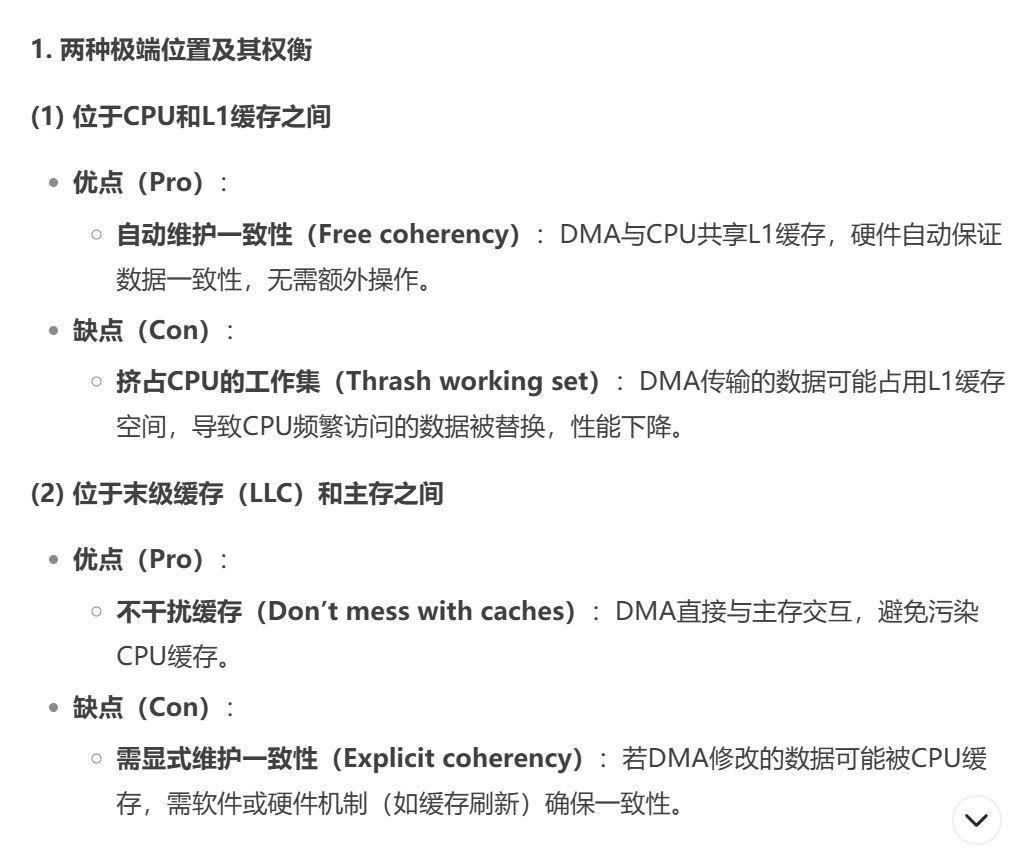 1. 两种极端位置及其权衡
(1) 位于CPU和L1缓存之间
优点（Pro）：
自动维护一致性（Free coherency）：DMA与CPU共享L1缓存，硬件自动保证
数据一致性，无需额外操作。
缺点（Con）：
挤占CPU的工作集（Thrash working set）：DMA传输的数据可能占用L1缓存
空间，导致CPU频繁访问的数据被替换，性能下降。
(2) 位于末级缓存（LLC）和主存之间
优点（Pro）：
不干扰缓存（Don’t mess with caches）：DMA直接与主存交互，避免污染
CPU缓存。
缺点（Con）：
需显式维护一致性（Explicit coherency）：若DMA修改的数据可能被CPU缓
存，需软件或硬件机制（如缓存刷新）确保一致性。